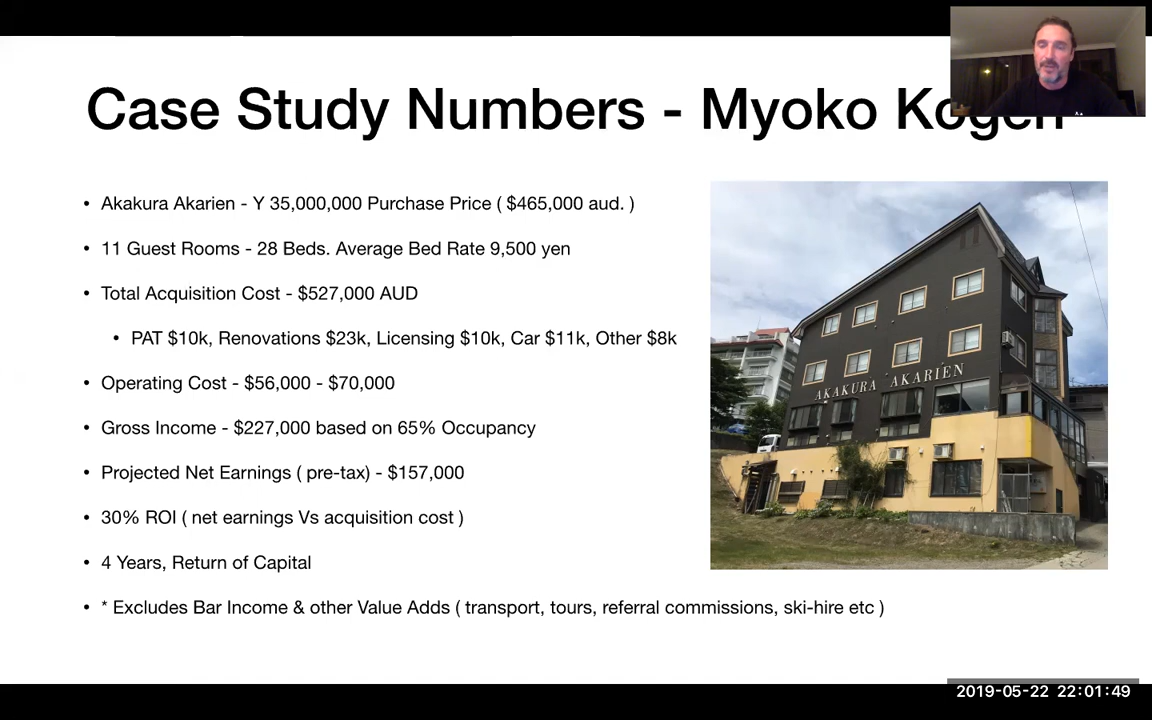 Case Study Numbers - Myoko
• Akakura Akarien - Y 35,000,000 Purchase Price ( $465,000 aud. )
• 11 Guest Rooms - 28 Beds. Average Bed Rate 9,500 yen
• Total Acquisition Cost - $527,000 AUD
• PAT $10k, Renovations $23k, Licensing $10k, Car $11k, Other $8k
• Operating Cost - $56,000 - $70,000
• Gross Income - $227,000 based on 65% Occupancy
• Projected Net Earnings ( pre-tax) - $157,000
• 30% ROI ( net earnings Vs acquisition cost )
• 4 Years, Return of Capital
• * Excludes Bar Income & other Value Adds ( transport, tours, referral commissions, ski-hire etc )
AKAKURA AKARIEN
2019-05-22 22:01:49